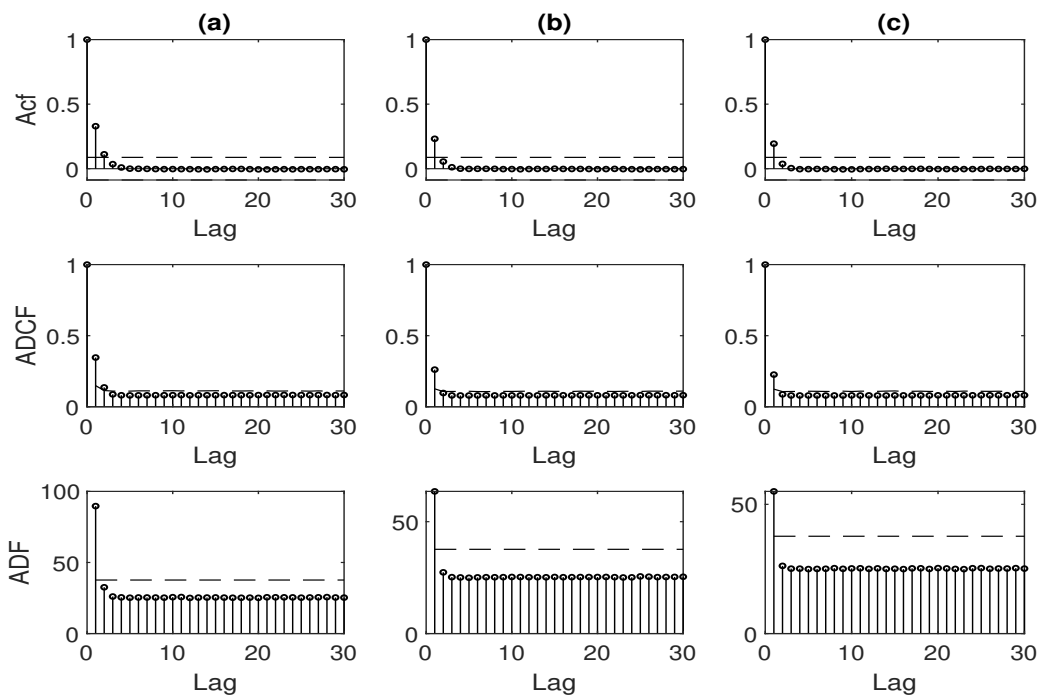 (a) (b) (c)
1 1 1
Acf 0.5 0.5 0.5
0 0 0
0 10 20 30 0 10 20 30 0 10 20 30
Lag Lag Lag
1 1 1
ADCF 0.5 0.5 0.5
0 0 0
0 10 20 30 0 10 20 30 0 10 20 30
Lag Lag Lag
100
ADF 50 50 50
0 0 0
0 10 20 30 0 10 20 30 0 10 20 30
Lag Lag Lag